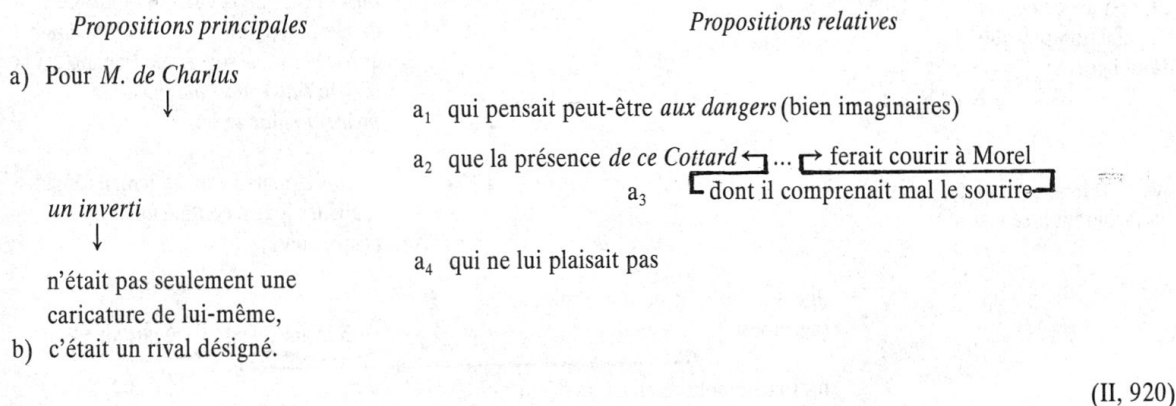 Propositions principales
Propositions relatives
a) Pour M. de Charlus
a₁ qui pensait peut-être aux dangers (bien imaginaires)
a₂ que la présence de ce Cottard ... ferait courir à Morel
a₃ dont il comprenait mal le sourire
un inverti
a₄ qui ne lui plaisait pas
n'était pas seulement une
caricature de lui-même,
b) c'était un rival désigné.
(II, 920)